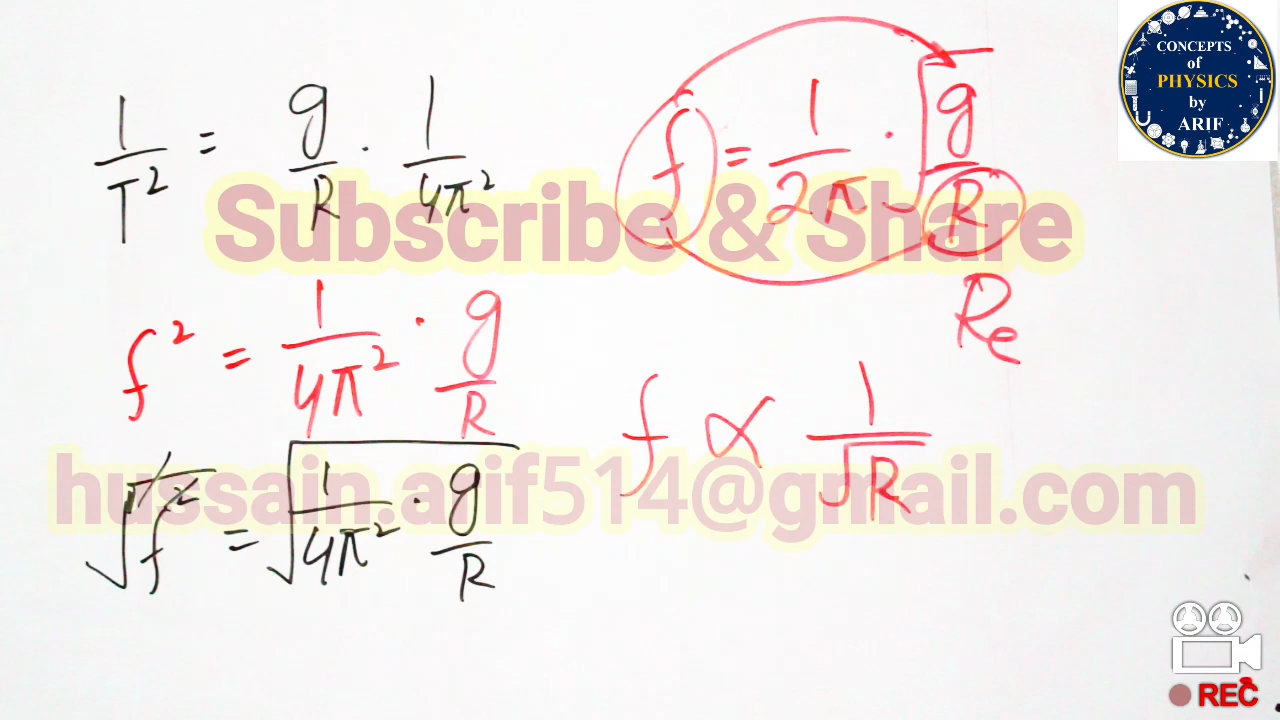 1/T² = g/R · 1/4π²
f² = 1/4π² · g/R
√f² = √1/4π² · g/R
f = 1/2π · √g/R
Re
f ∝ 1/√R
Subscribe & Share
hussain.arif514@gmail.com
CONCEPTS
of
PHYSICS
by
ARIF
REC